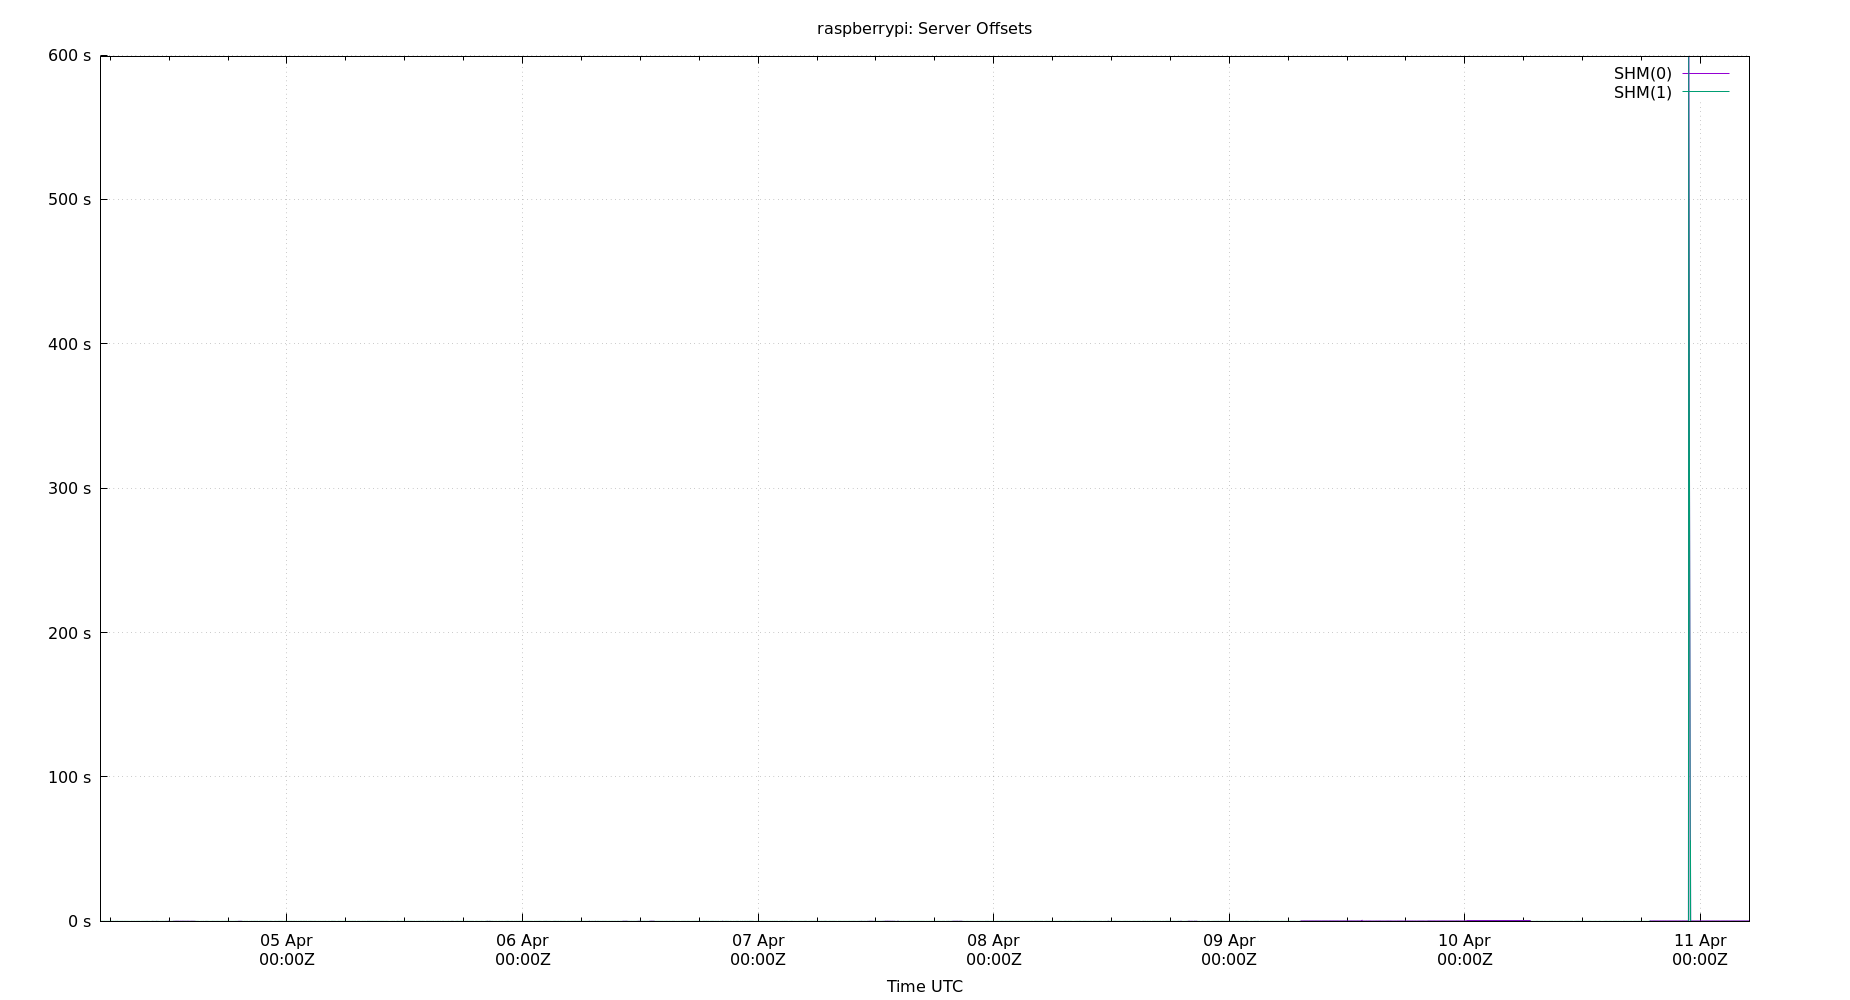 raspberrypi: Server Offsets
600 s
SHM(0)
SHM(1)
500 s
400 s
300 s
200 s
100 s
0 s
05 Apr 06 Apr 07 Apr 08 Apr 09 Apr 10 Apr 11 Apr
00:00Z 00:00Z 00:00Z 00:00Z 00:00Z 00:00Z 00:00Z
Time UTC